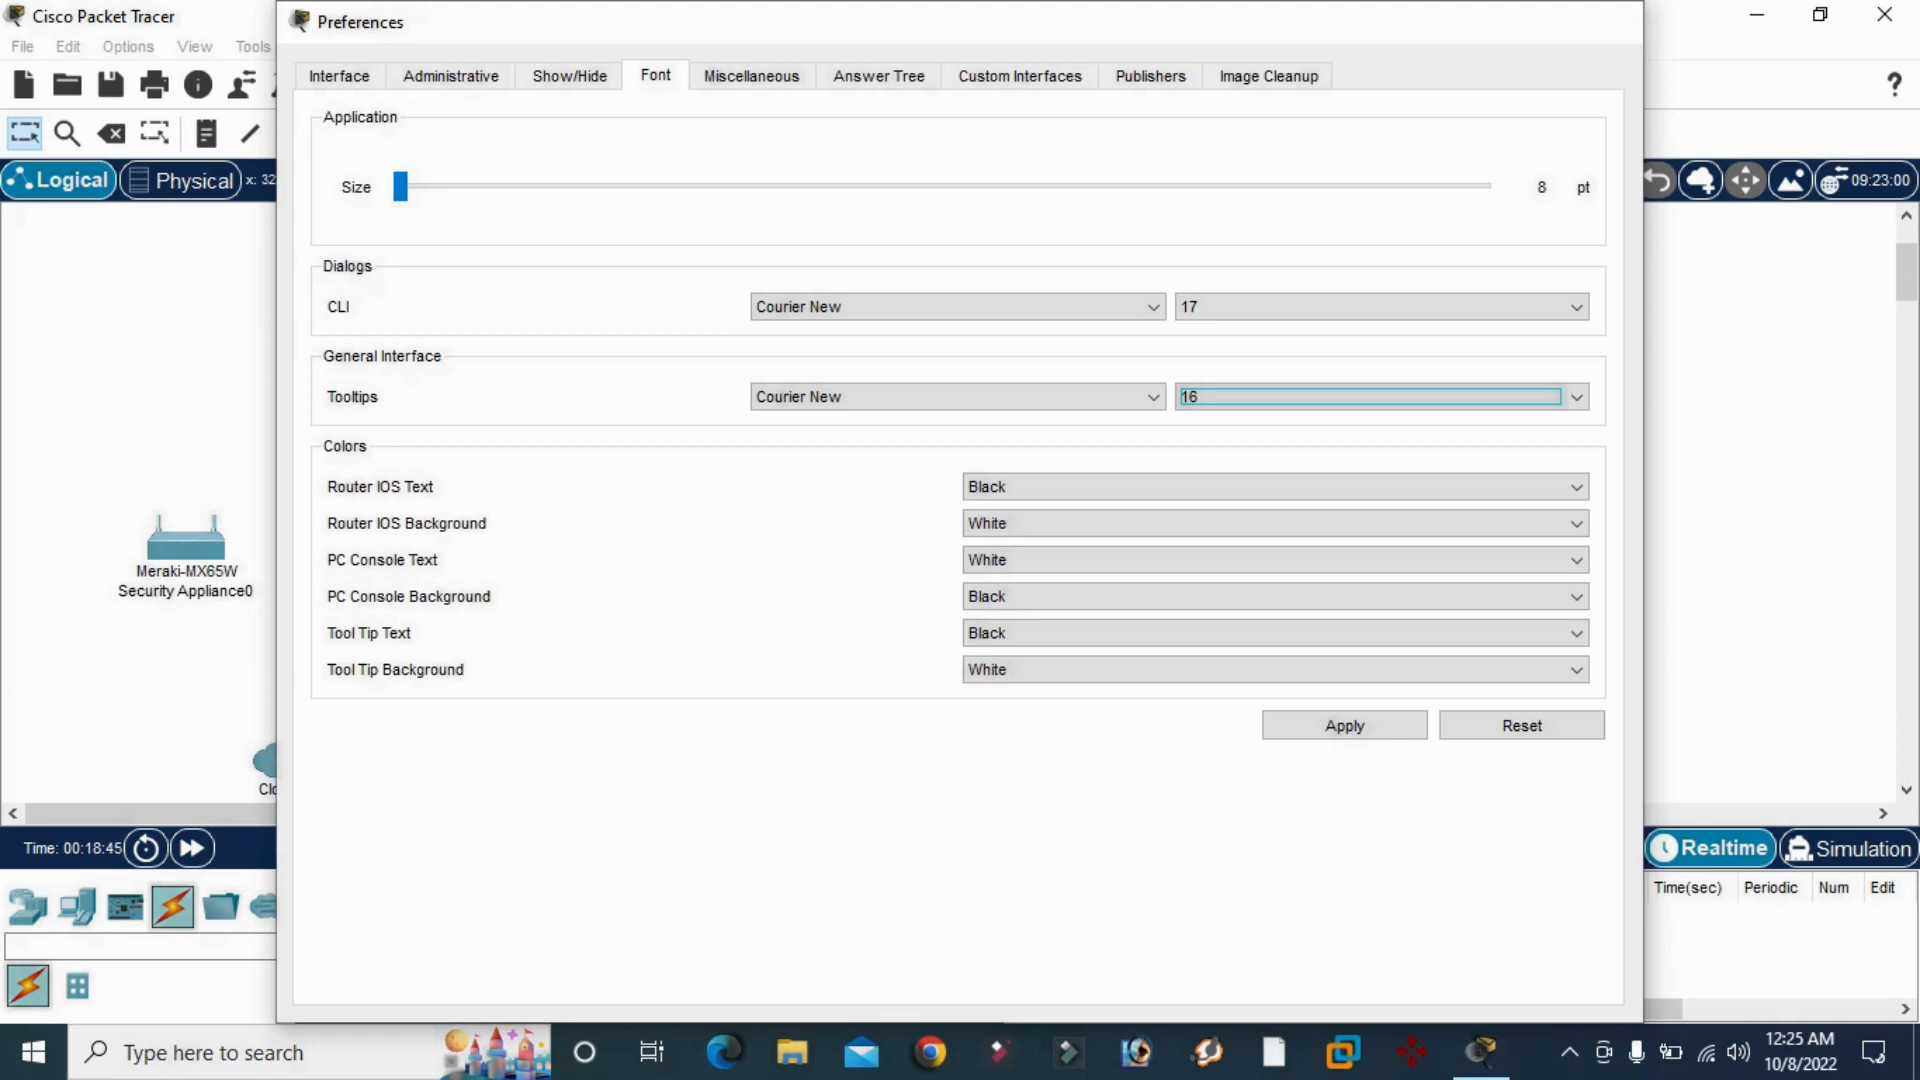 Cisco Packet Tracer
Preferences
File Edit Options View Tools
Interface Administrative Show/Hide Font Miscellaneous Answer Tree Custom Interfaces Publishers Image Cleanup
?
Logical Physical x: 32
09:23:00
Application
Size 8 pt
Dialogs
CLI Courier New 17
General Interface
Tooltips Courier New 16
Colors
Router IOS Text Black
Router IOS Background White
PC Console Text White
PC Console Background Black
Tool Tip Text Black
Tool Tip Background White
Apply Reset
Meraki-MX65W
Security Appliance0
Clo
Time: 00:18:45
Realtime Simulation
Time(sec) Periodic Num Edit
Type here to search
12:25 AM
10/8/2022